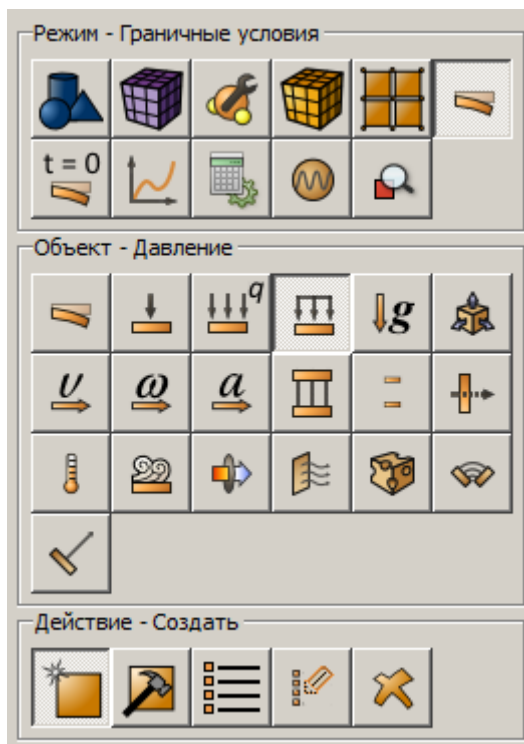 Режим - Граничные условия
t = 0
Объект - Давление
q
g
υ ω a
Действие - Создать